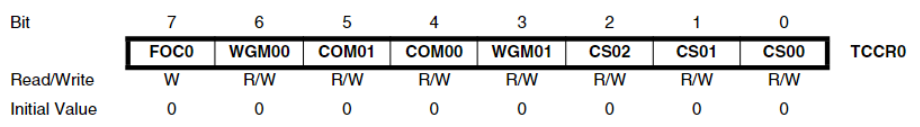 Bit 7 6 5 4 3 2 1 0
FOC0 WGM00 COM01 COM00 WGM01 CS02 CS01 CS00 TCCR0
Read/Write W R/W R/W R/W R/W R/W R/W R/W
Initial Value 0 0 0 0 0 0 0 0